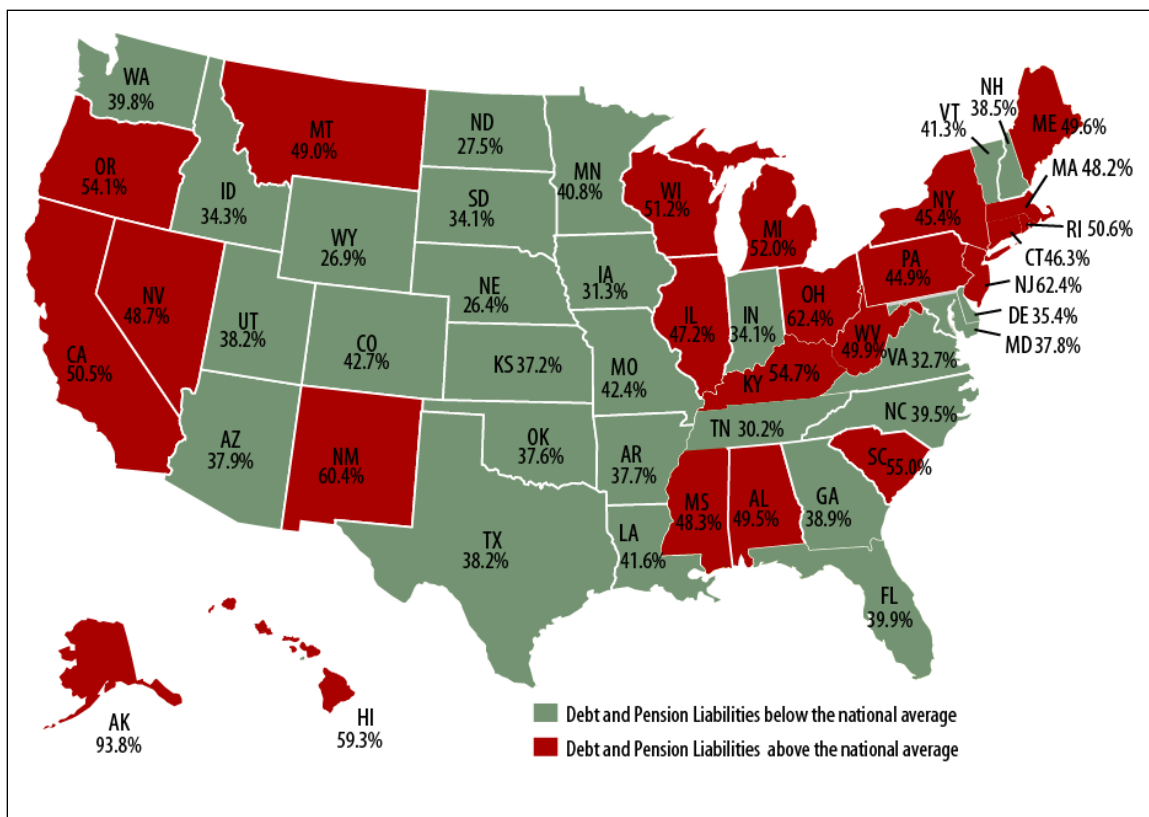 WA
39.8%
MT
49.0%
ND
27.5%
MN
40.8%
VT
41.3%
NH
38.5%
ME 49.6%
OR
54.1%
ID
34.3%
SD
34.1%
WI
51.2%
MI
52.0%
NY
45.4%
MA 48.2%
RI 50.6%
CT46.3%
WY
26.9%
IA
31.3%
PA
44.9%
NJ 62.4%
DE 35.4%
MD 37.8%
NV
48.7%
UT
38.2%
NE
26.4%
IL
47.2%
IN
34.1%
OH
62.4%
WV
49.9%
VA 32.7%
CA
50.5%
CO
42.7%
KS 37.2%
MO
42.4%
KY 54.7%
NC 39.5%
TN 30.2%
AZ
37.9%
NM
60.4%
OK
37.6%
AR
37.7%
SC 55.0%
MS
48.3%
AL
49.5%
GA
38.9%
TX
38.2%
LA
41.6%
FL
39.9%
AK
93.8%
HI
59.3%
Debt and Pension Liabilities below the national average
Debt and Pension Liabilities above the national average